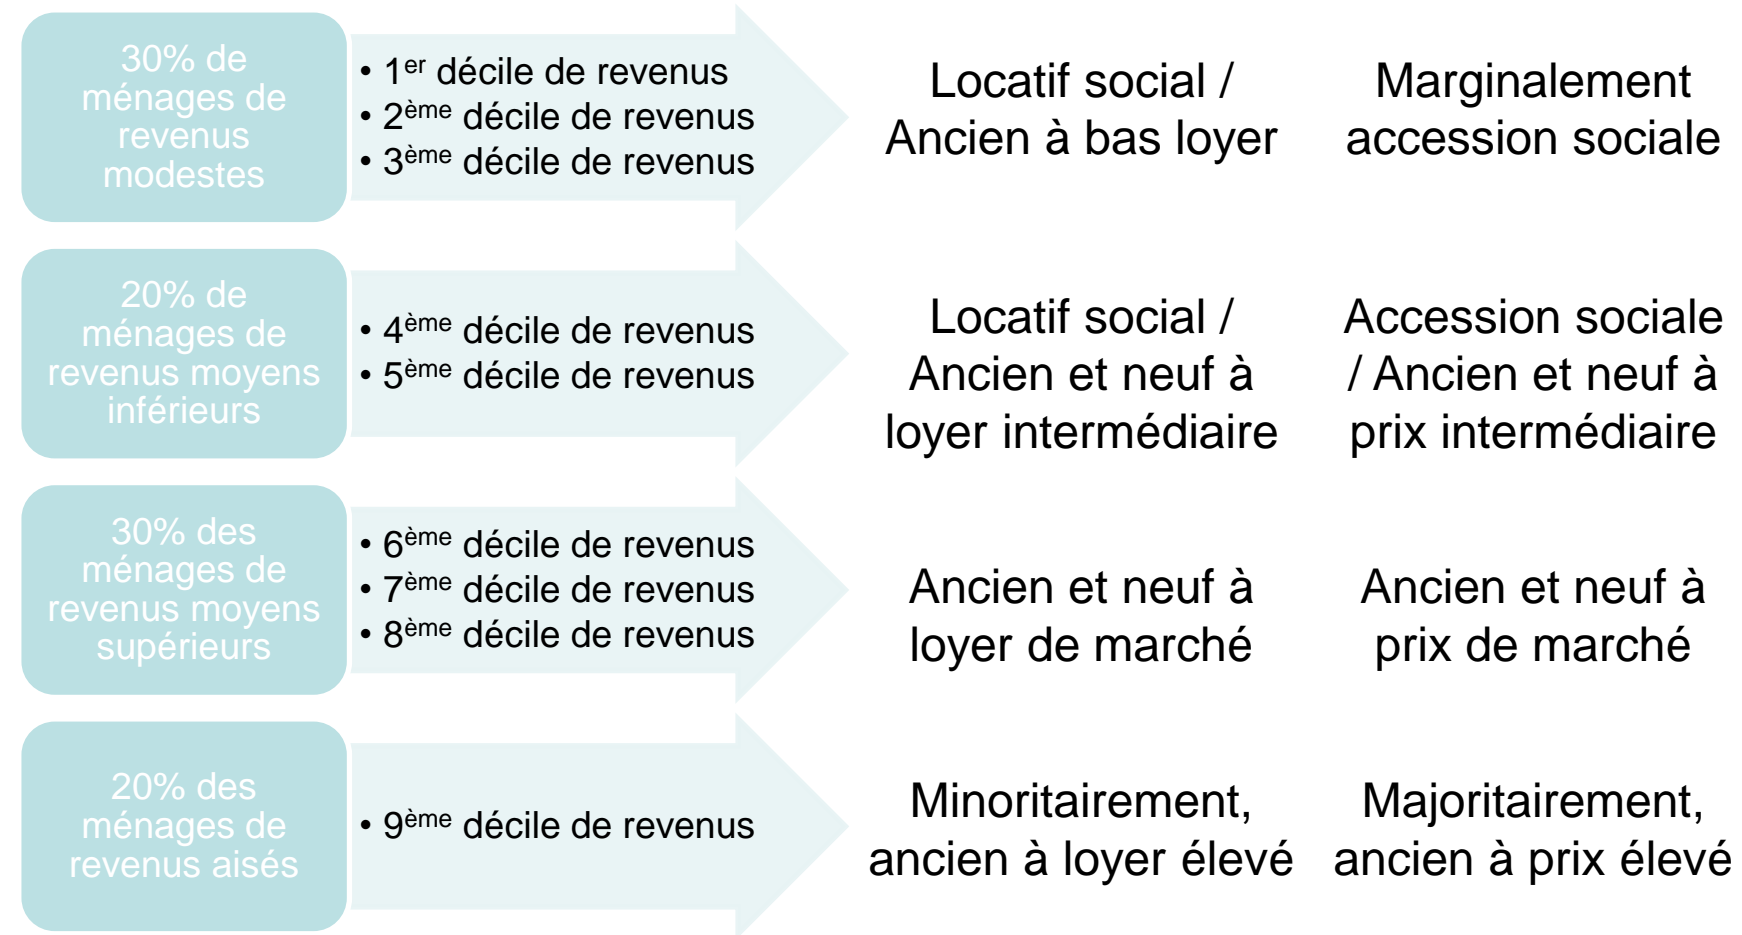 30% de
ménages de
revenus
modestes
• 1er décile de revenus
• 2ème décile de revenus
• 3ème décile de revenus
Locatif social /
Ancien à bas loyer
Marginalement
accession sociale
20% de
ménages de
revenus moyens
inférieurs
• 4ème décile de revenus
• 5ème décile de revenus
Locatif social /
Ancien et neuf à
loyer intermédiaire
Accession sociale
/ Ancien et neuf à
prix intermédiaire
30% des
ménages de
revenus moyens
supérieurs
• 6ème décile de revenus
• 7ème décile de revenus
• 8ème décile de revenus
Ancien et neuf à
loyer de marché
Ancien et neuf à
prix de marché
20% des
ménages de
revenus aisés
• 9ème décile de revenus
Minoritairement,
ancien à loyer élevé
Majoritairement,
ancien à prix élevé